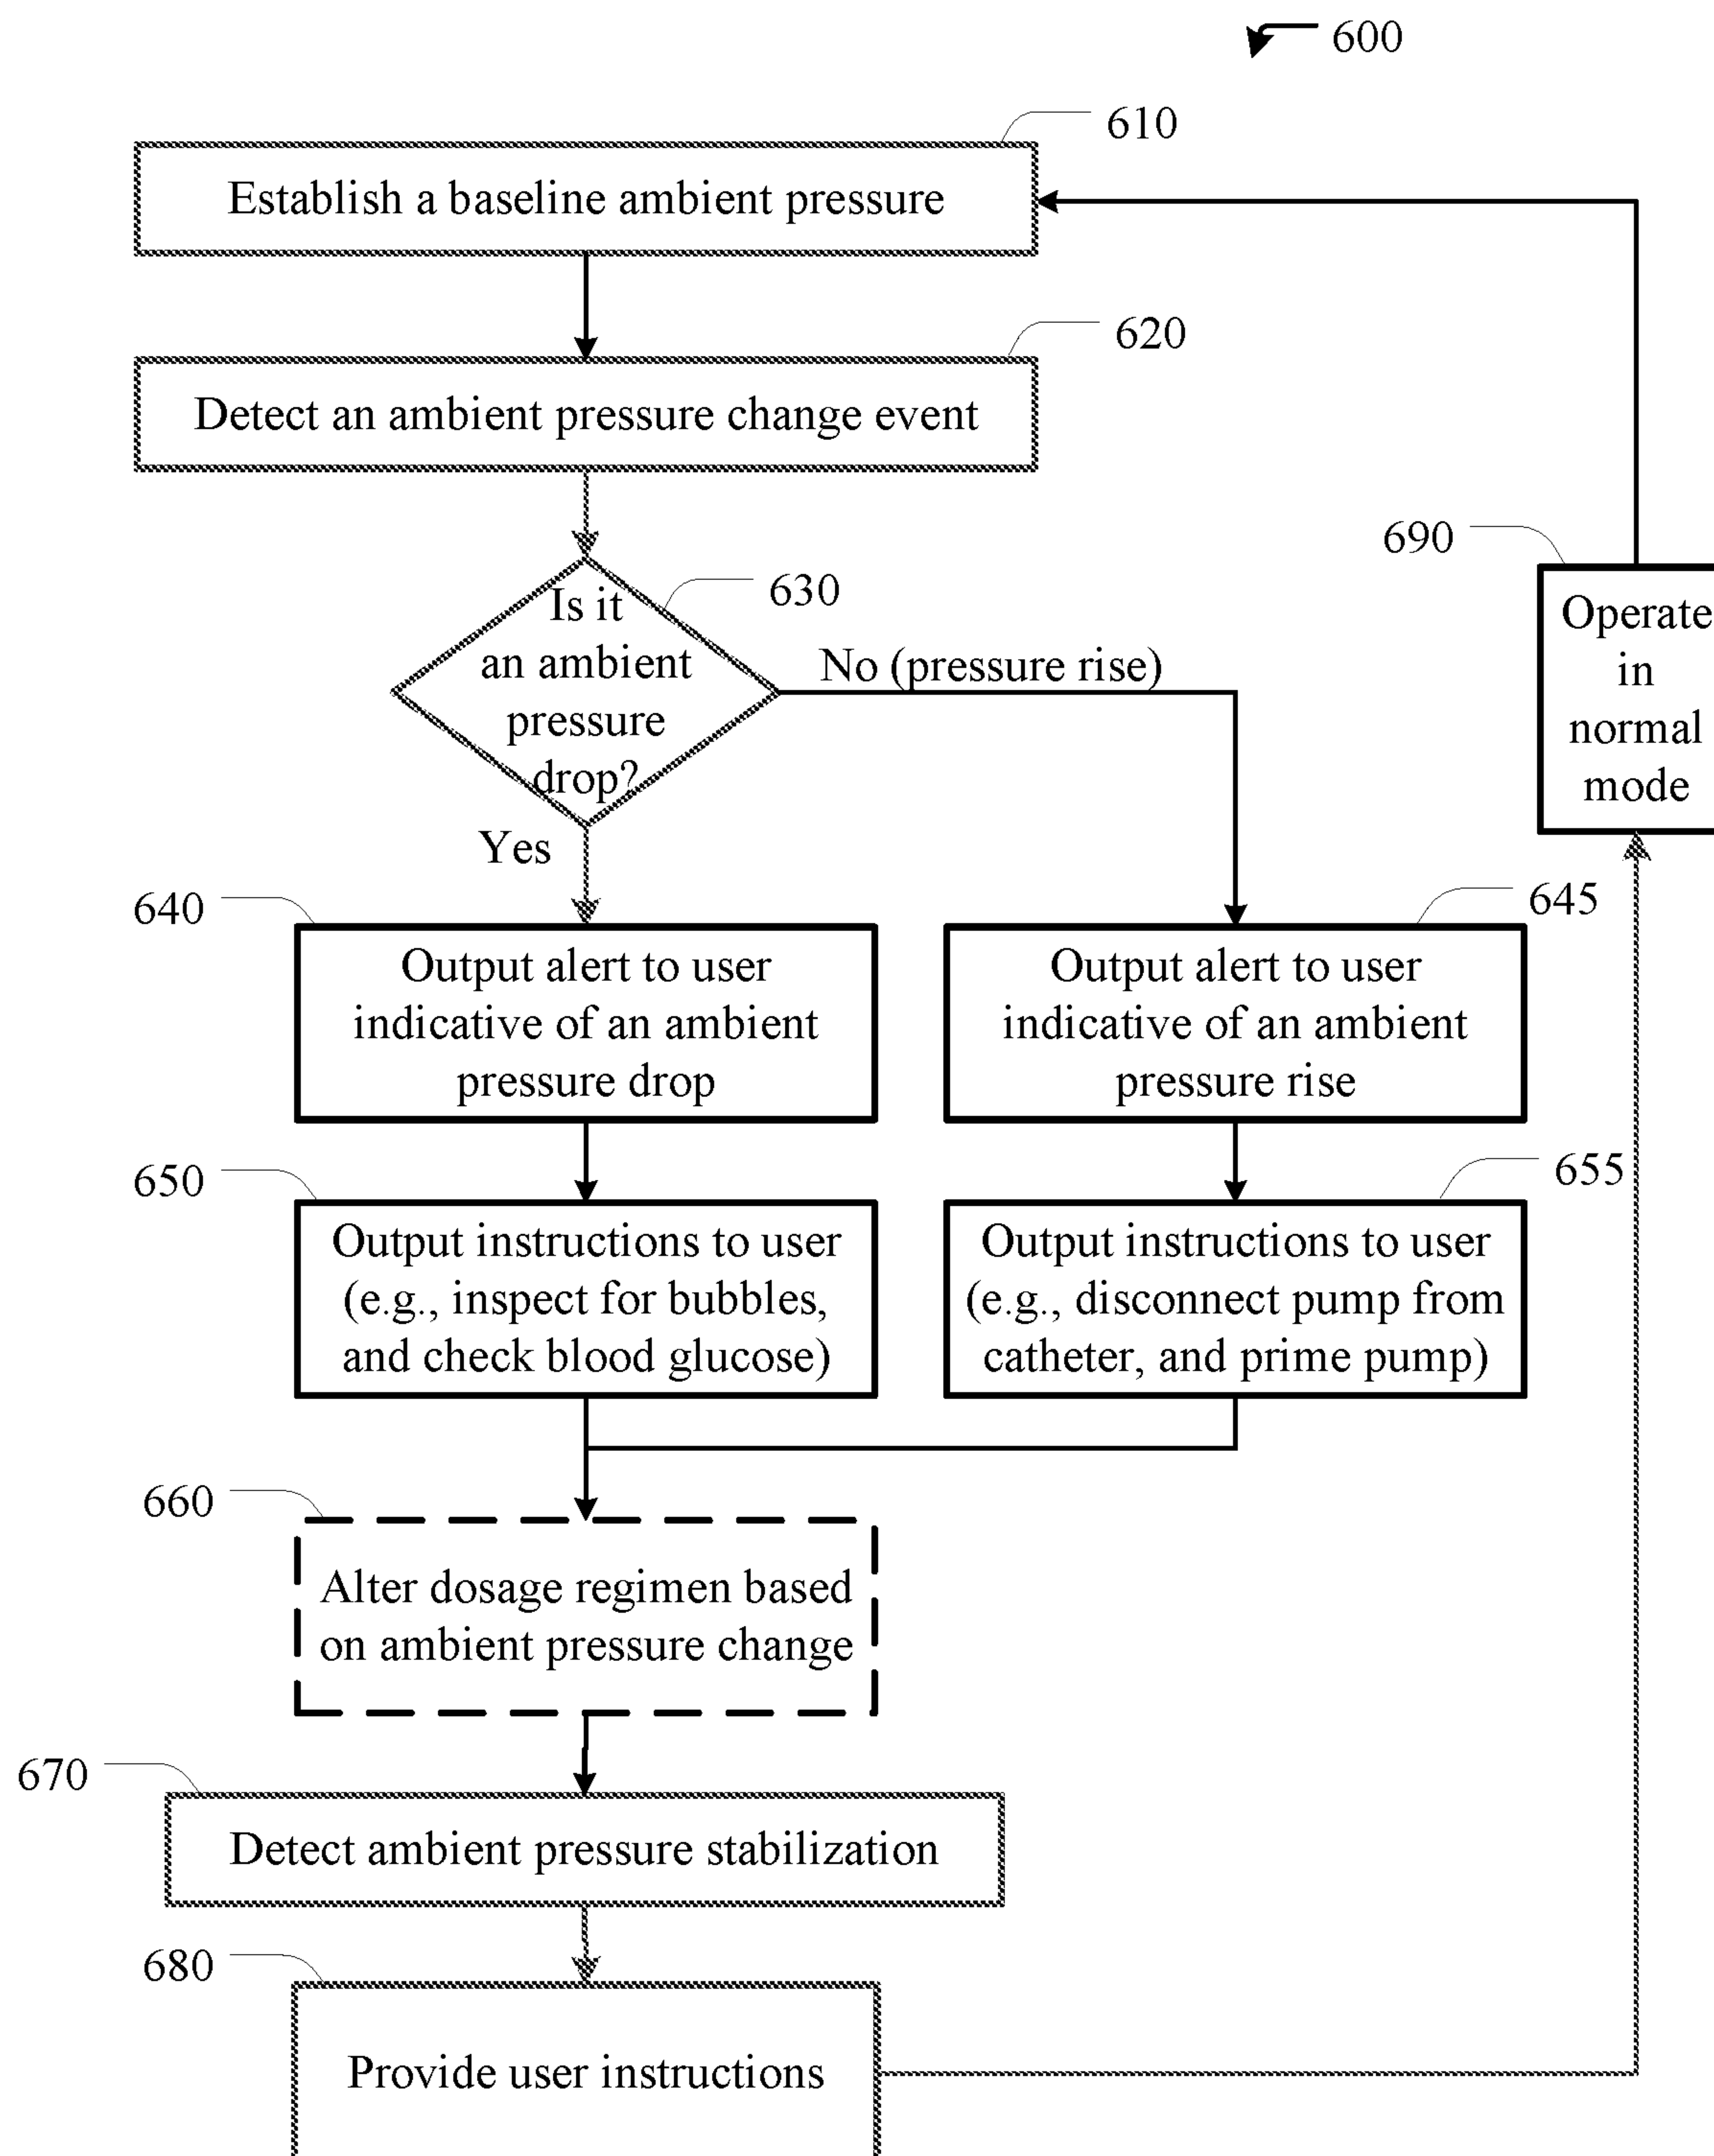 600
610
Establish a baseline ambient pressure
620
Detect an ambient pressure change event
630
Is it
an ambient
pressure
drop?
No (pressure rise)
Yes
690
Operate
in
normal
mode
640
Output alert to user
indicative of an ambient
pressure drop
645
Output alert to user
indicative of an ambient
pressure rise
650
Output instructions to user
(e.g., inspect for bubbles,
and check blood glucose)
655
Output instructions to user
(e.g., disconnect pump from
catheter, and prime pump)
660
Alter dosage regimen based
on ambient pressure change
670
Detect ambient pressure stabilization
680
Provide user instructions